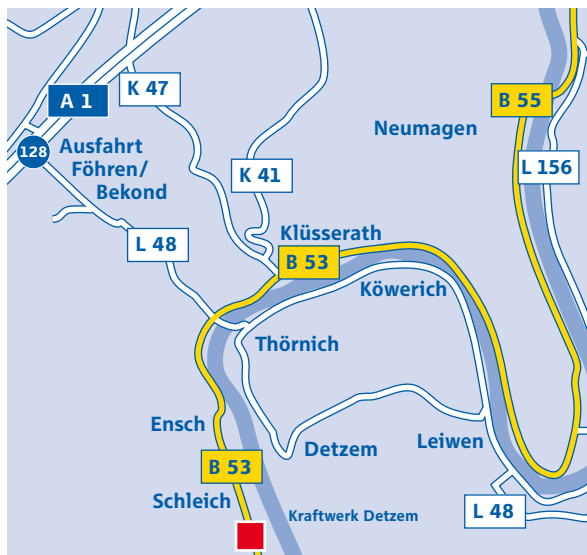 K 47
A 1
B 55
Neumagen
128
Ausfahrt
Föhren/
Bekond
L 156
K 41
Klüsserath
L 48
B 53
Köwerich
Thörnich
Ensch
Detzem
Leiwen
B 53
Schleich
L 48
Kraftwerk Detzem